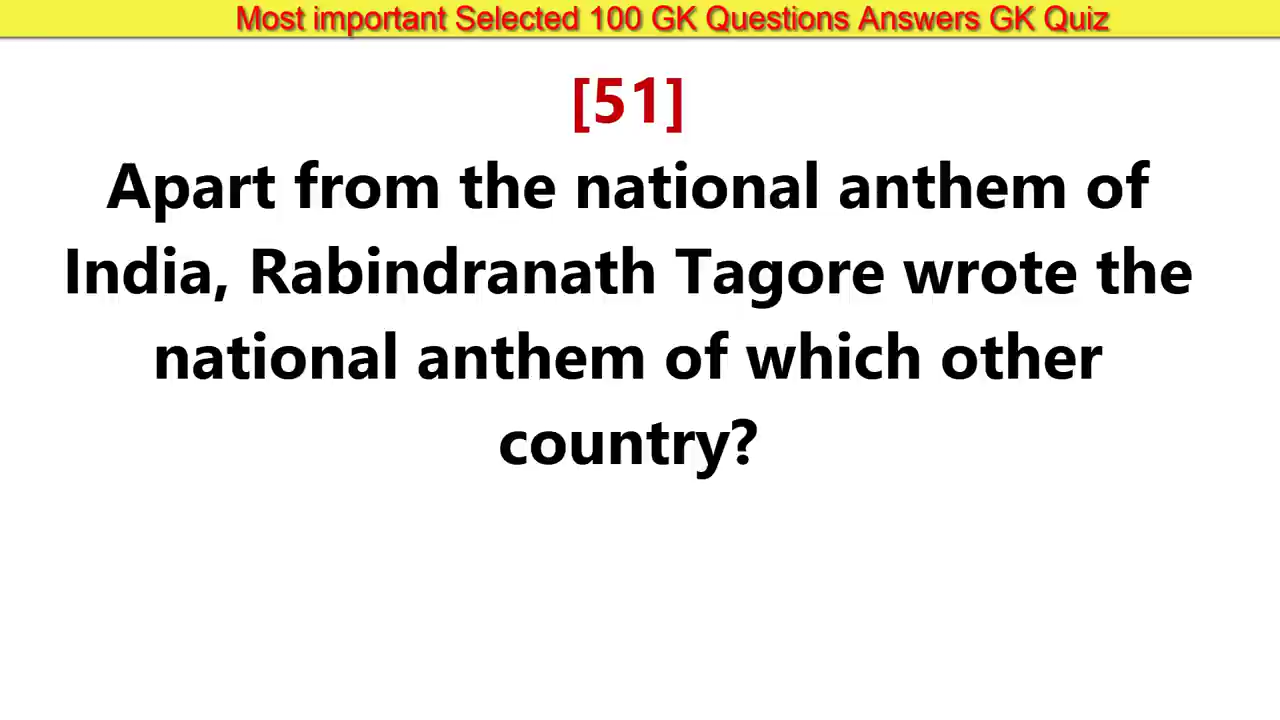 Most important Selected 100 GK Questions Answers GK Quiz
[51]
Apart from the national anthem of
India, Rabindranath Tagore wrote the
national anthem of which other
country?